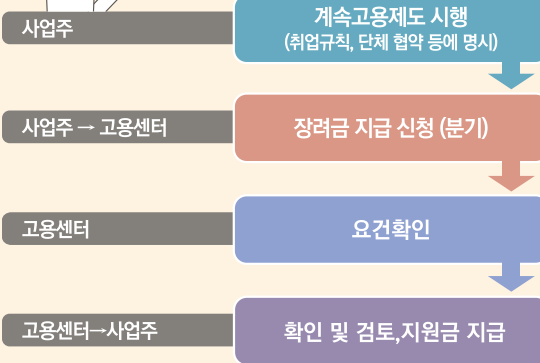 사업주
계속고용제도 시행
(취업규칙, 단체 협약 등에 명시)
사업주 → 고용센터
장려금 지급 신청 (분기)
고용센터
요건확인
고용센터→사업주
확인 및 검토,지원금 지급